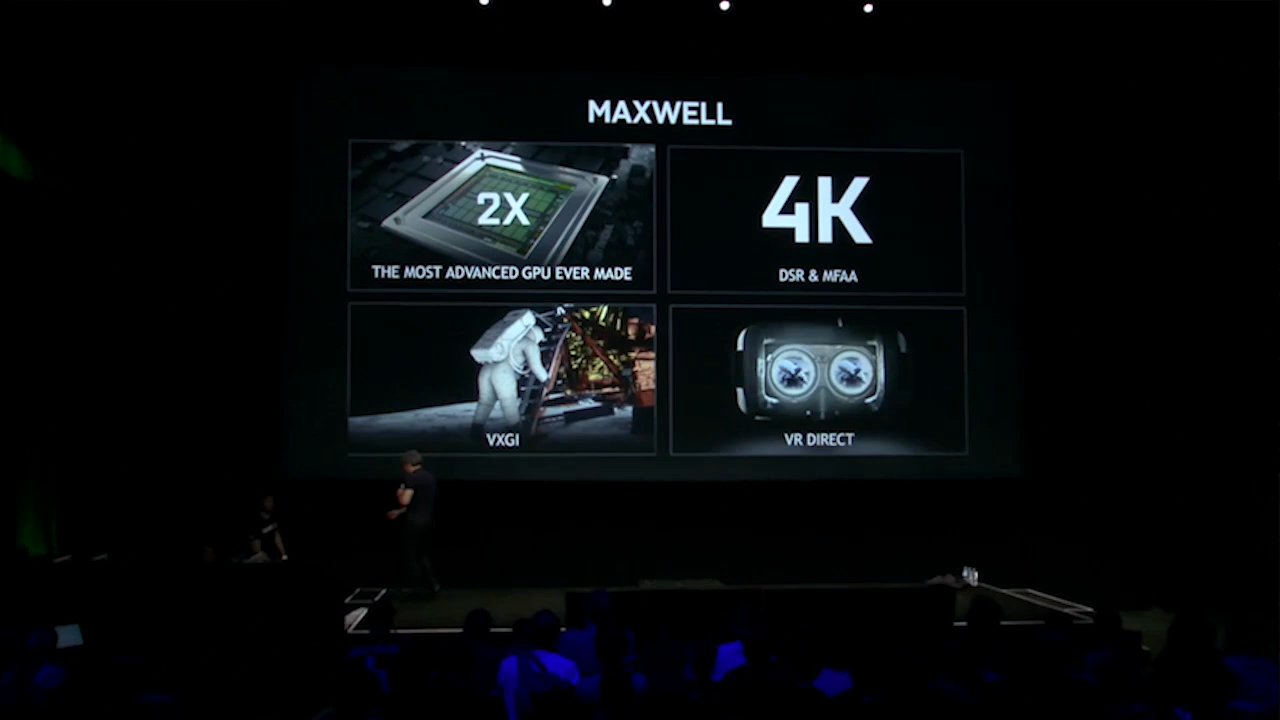 MAXWELL
2X
THE MOST ADVANCED GPU EVER MADE
4K
DSR & MFAA
VXGI
VR DIRECT